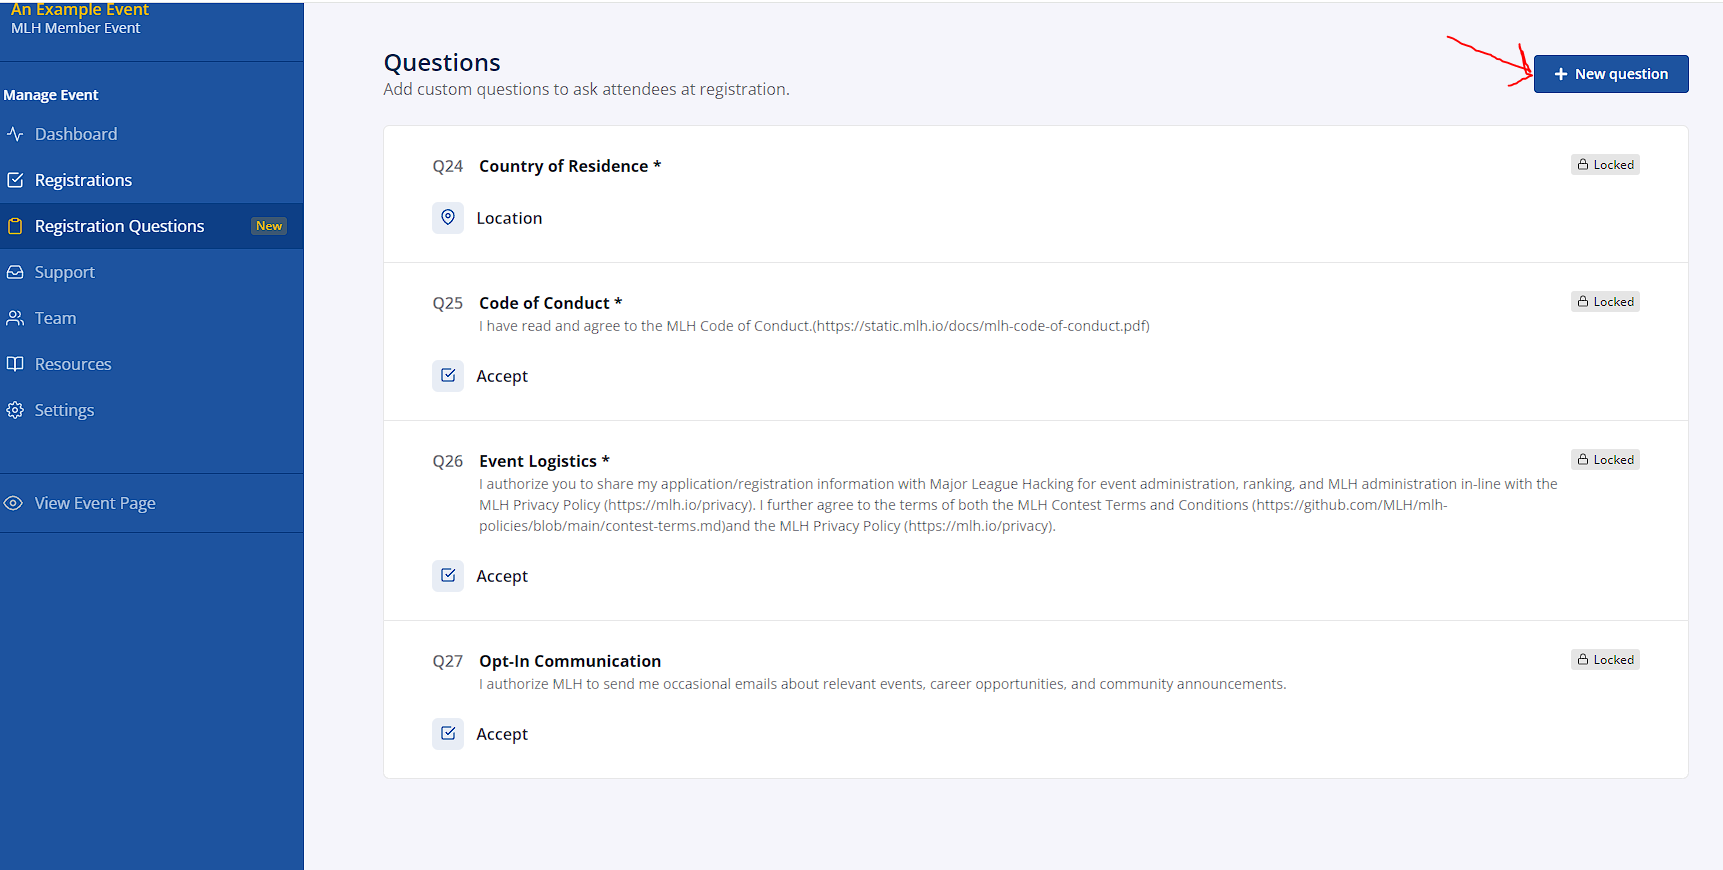 An Example Event
MLH Member Event
Manage Event
Dashboard
Registrations
Registration Questions New
Support
Team
Resources
Settings
View Event Page
Questions
Add custom questions to ask attendees at registration.
+ New question
Q24 Country of Residence * Locked
Location
Q25 Code of Conduct * Locked
I have read and agree to the MLH Code of Conduct.(https://static.mlh.io/docs/mlh-code-of-conduct.pdf)
Accept
Q26 Event Logistics * Locked
I authorize you to share my application/registration information with Major League Hacking for event administration, ranking, and MLH administration in-line with the
MLH Privacy Policy (https://mlh.io/privacy). I further agree to the terms of both the MLH Contest Terms and Conditions (https://github.com/MLH/mlh-
policies/blob/main/contest-terms.md)and the MLH Privacy Policy (https://mlh.io/privacy).
Accept
Q27 Opt-In Communication Locked
I authorize MLH to send me occasional emails about relevant events, career opportunities, and community announcements.
Accept